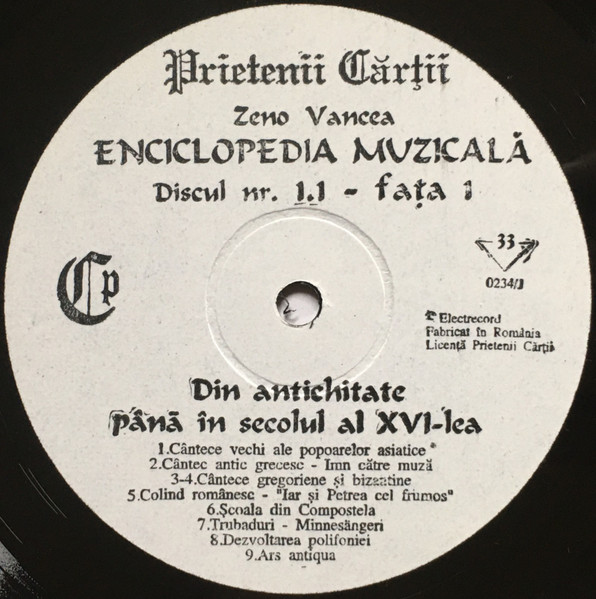 Prietenii Cărţii
Zeno Vancea
ENCICLOPEDIA MUZICALĂ
Discul nr. 1.1 - faţa 1
Cp
33
0234/J
℗ Electrecord
Fabricat în România
Licenţă Prietenii Cărţii
Din antichitate
până în secolul al XVI-lea
1.Cântece vechi ale popoarelor asiatice
2.Cântec antic grecesc - Imn către muză
3-4.Cântece gregoriene şi bizantine
5.Colind românesc - "Iar şi Petrea cel frumos"
6.Şcoala din Compostela
7.Trubaduri - Minnesängeri
8.Dezvoltarea polifoniei
9.Ars antiqua